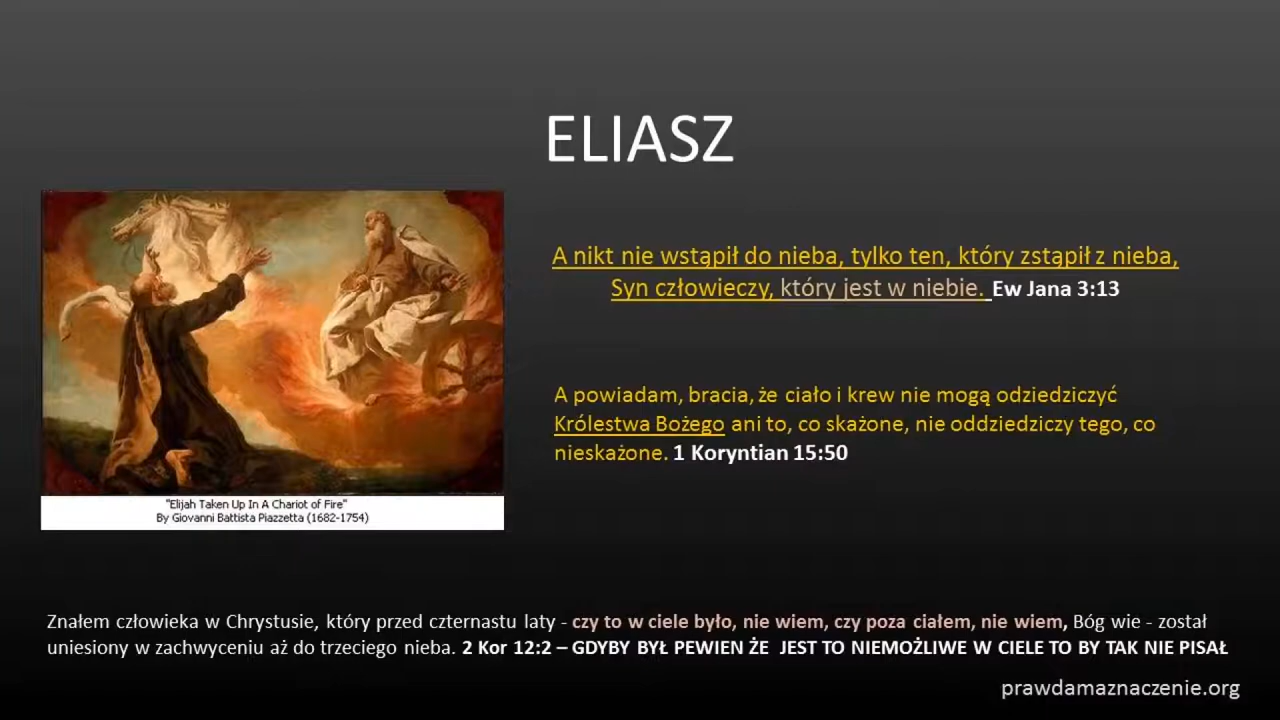 ELIASZ
A nikt nie wstąpił do nieba, tylko ten, który zstąpił z nieba,
Syn człowieczy, który jest w niebie. Ew Jana 3:13
A powiadam, bracia, że ciało i krew nie mogą odziedziczyć
Królestwa Bożego ani to, co skażone, nie oddziedziczy tego, co
nieskażone. 1 Koryntian 15:50
"Elijah Taken Up In A Chariot of Fire"
By Giovanni Battista Piazzetta (1682-1754)
Znałem człowieka w Chrystusie, który przed czternastu laty - czy to w ciele było, nie wiem, czy poza ciałem, nie wiem, Bóg wie - został
uniesiony w zachwyceniu aż do trzeciego nieba. 2 Kor 12:2 – GDYBY BYŁ PEWIEN ŻE JEST TO NIEMOŻLIWE W CIELE TO BY TAK NIE PISAŁ
prawdamaznaczenie.org